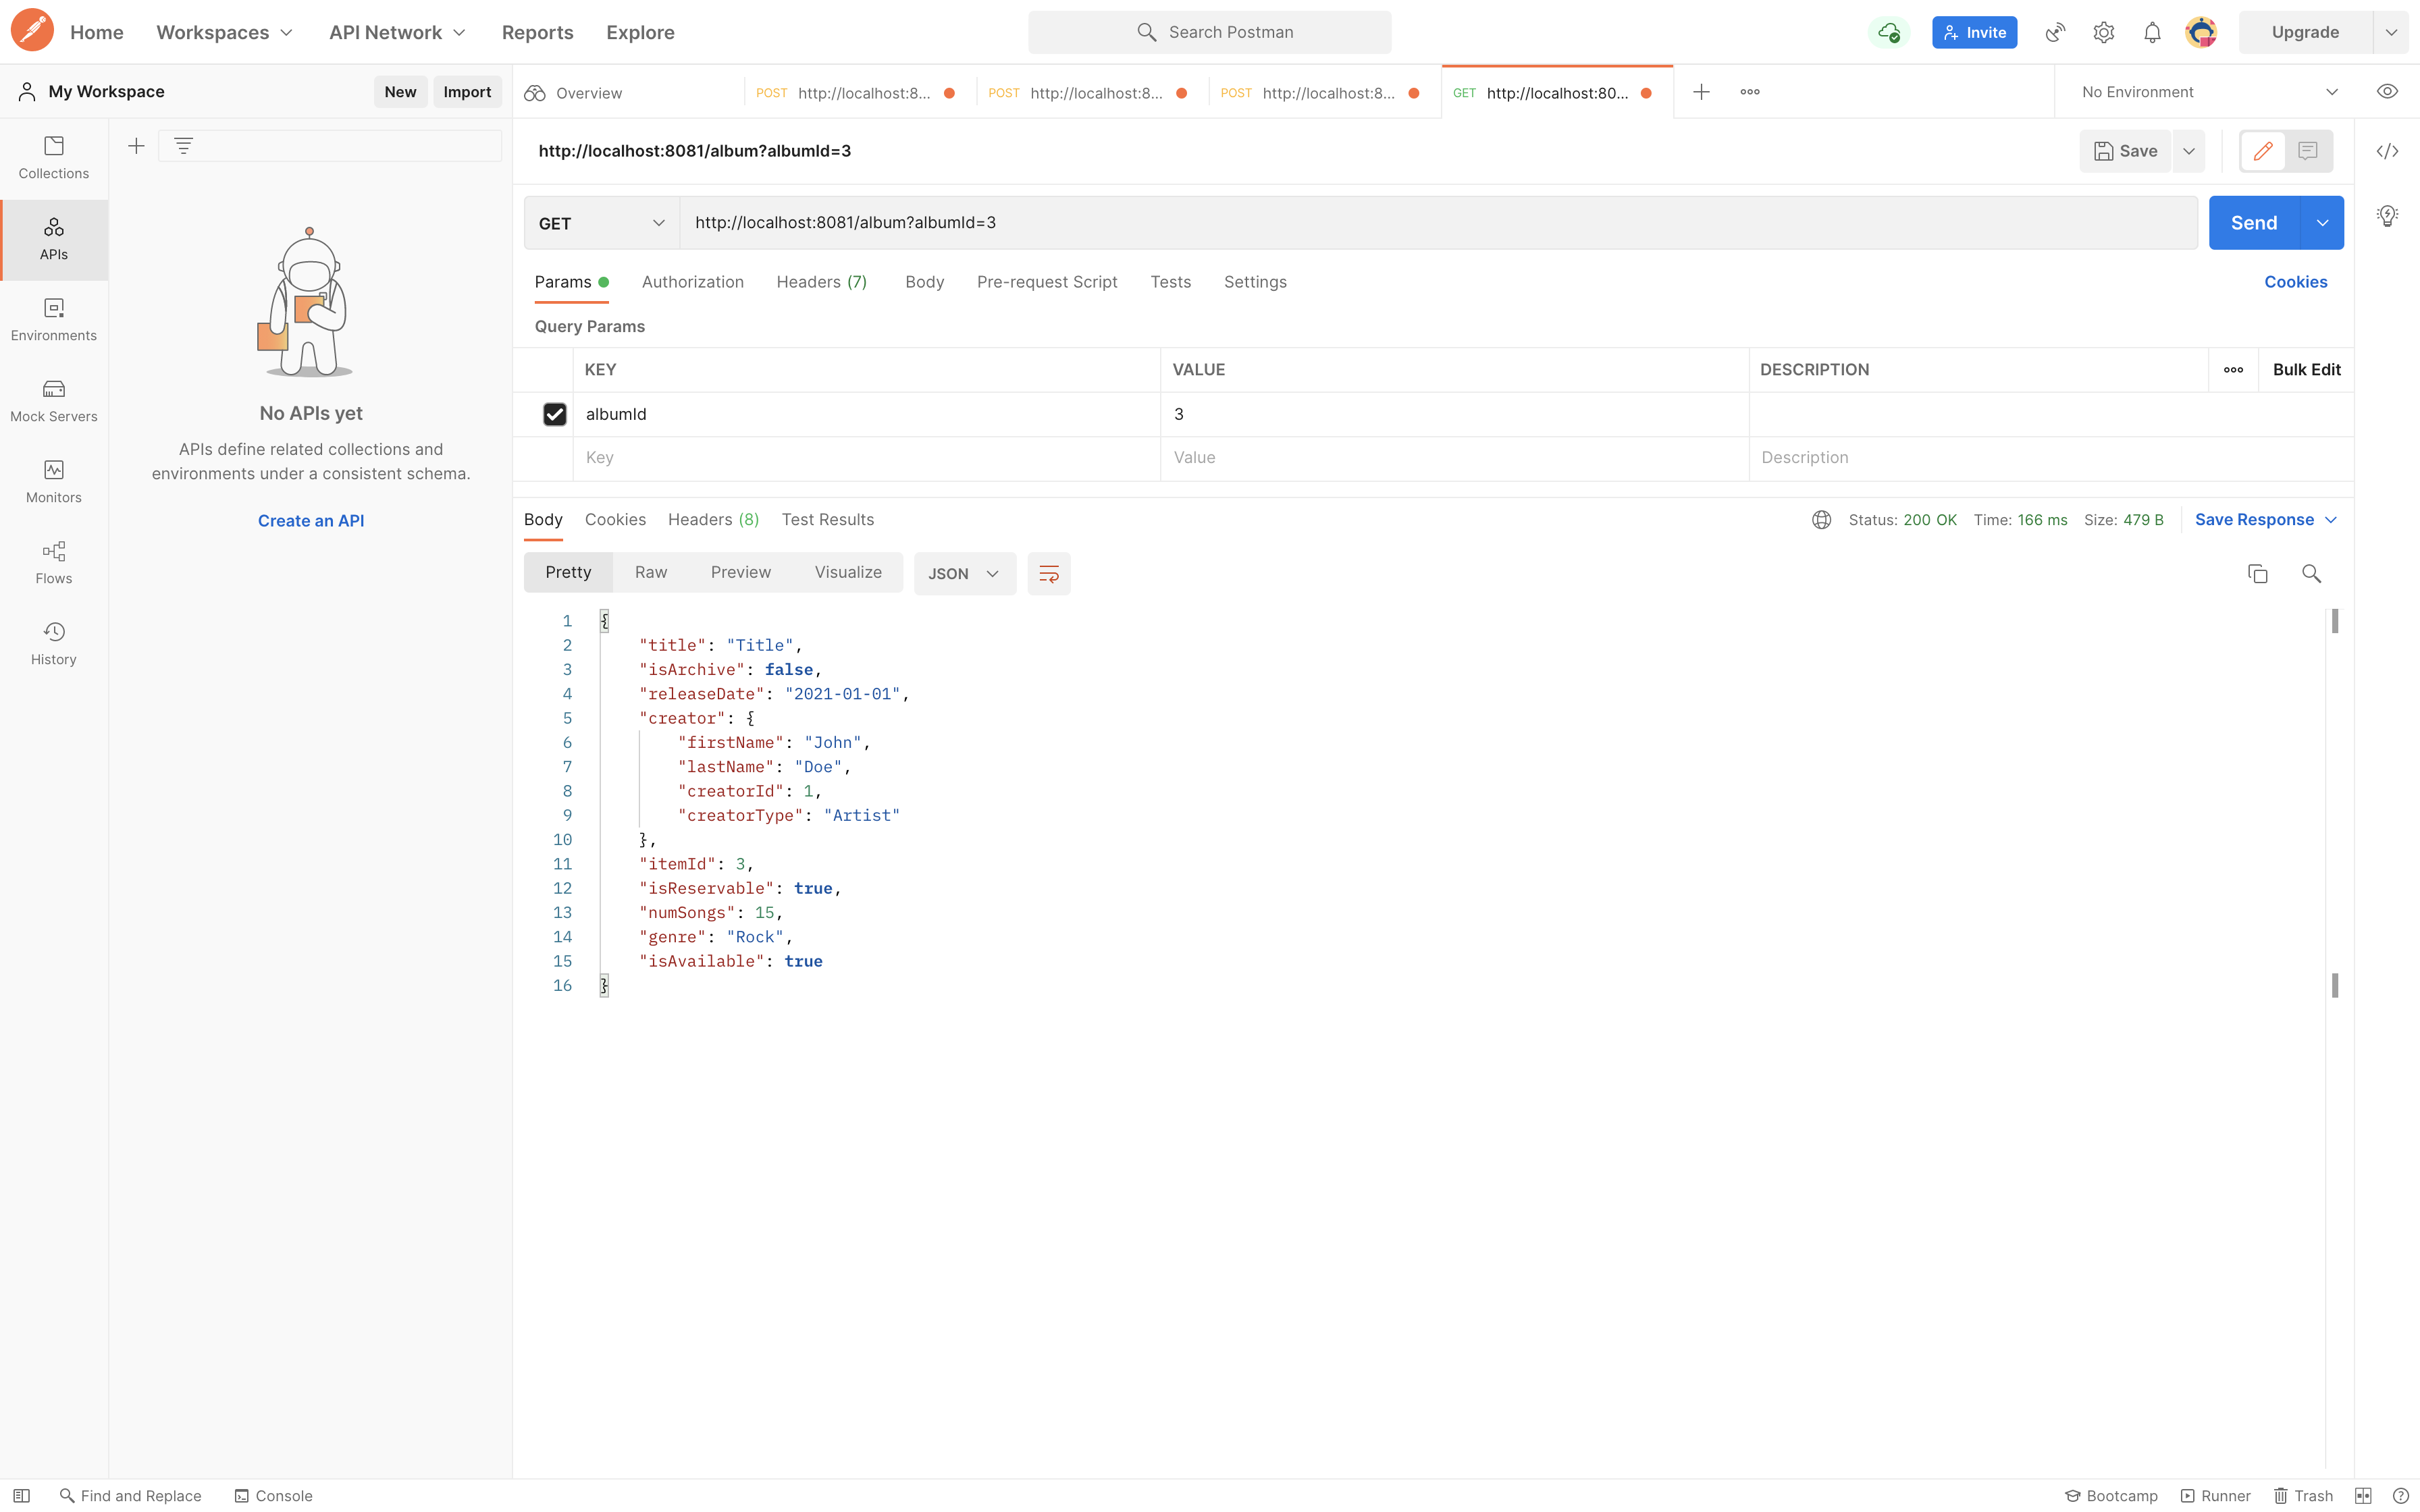 Home Workspaces API Network Reports Explore Search Postman Invite Upgrade
My Workspace New Import Overview POST http://localhost:8... POST http://localhost:8... POST http://localhost:8... GET http://localhost:80... No Environment
Collections
http://localhost:8081/album?albumId=3 Save
APIs
GET http://localhost:8081/album?albumId=3 Send
Params Authorization Headers (7) Body Pre-request Script Tests Settings Cookies
Environments
Query Params
KEY VALUE DESCRIPTION Bulk Edit
Mock Servers
No APIs yet
albumId 3
APIs define related collections and
environments under a consistent schema.
Key Value Description
Monitors
Create an API
Body Cookies Headers (8) Test Results Status: 200 OK Time: 166 ms Size: 479 B Save Response
Flows
Pretty Raw Preview Visualize JSON
History
1 {
2 "title": "Title",
3 "isArchive": false,
4 "releaseDate": "2021-01-01",
5 "creator": {
6 "firstName": "John",
7 "lastName": "Doe",
8 "creatorId": 1,
9 "creatorType": "Artist"
10 },
11 "itemId": 3,
12 "isReservable": true,
13 "numSongs": 15,
14 "genre": "Rock",
15 "isAvailable": true
16 }
Find and Replace Console Bootcamp Runner Trash